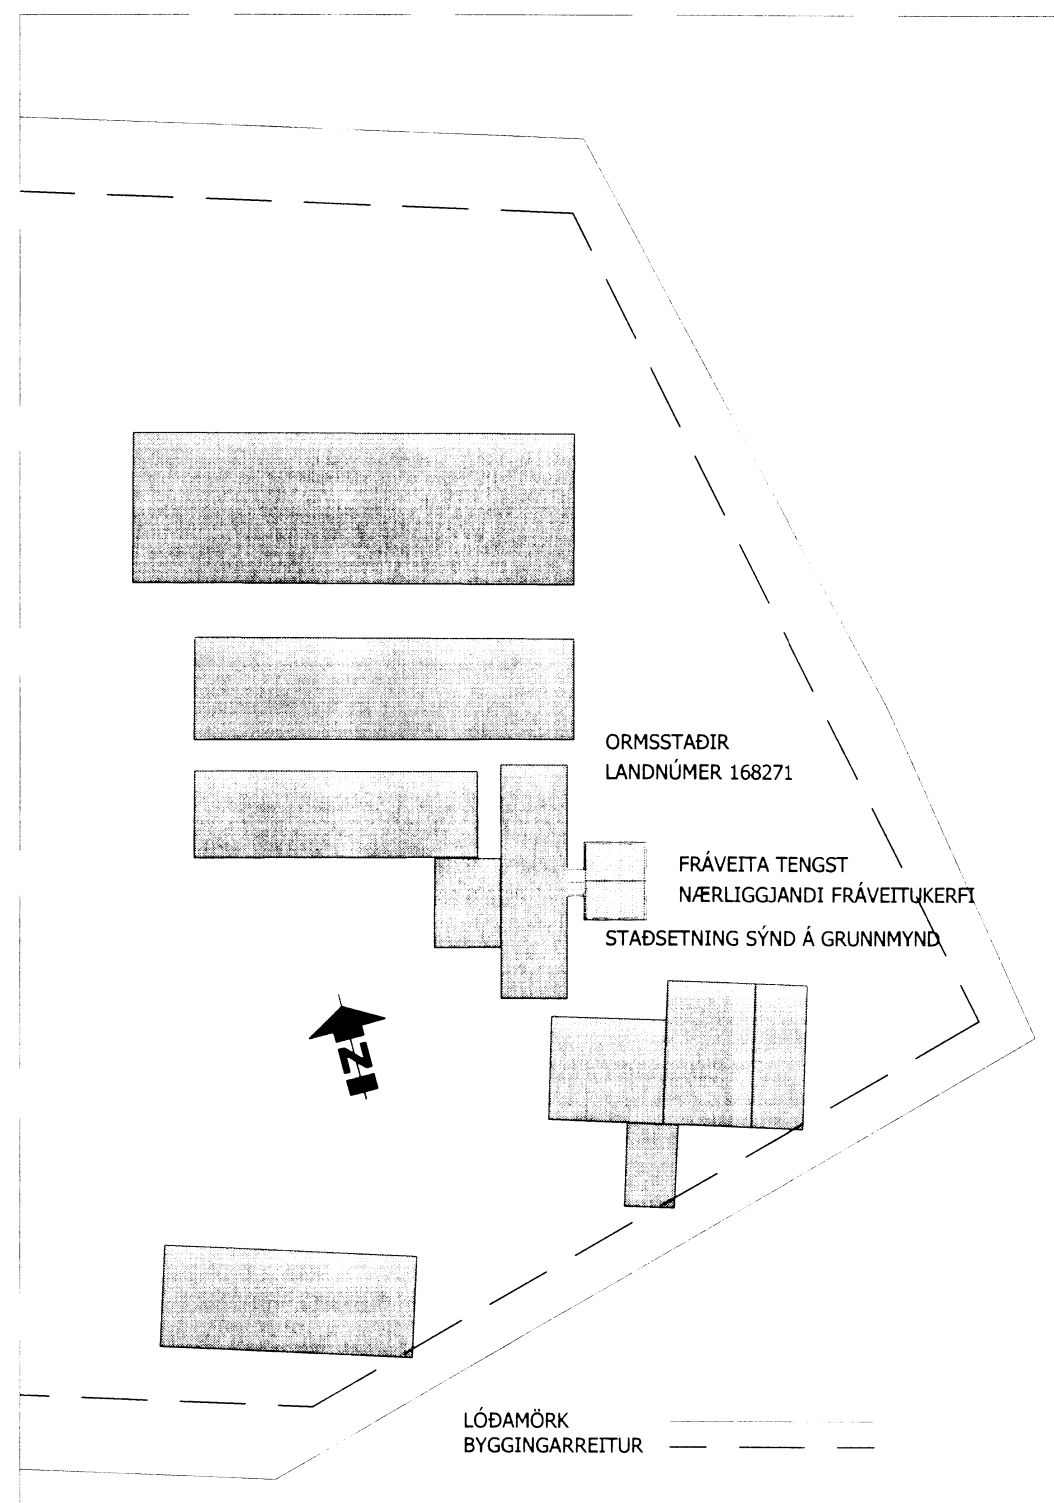 ORMSSTAÐIR
LANDNÚMER 168271
FRÁVEITA TENGST
NÆRLIGGJANDI FRÁVEITUKERFI
STAÐSETNING SÝND Á GRUNNMYND
N
LÓÐAMÖRK
BYGGINGARREITUR